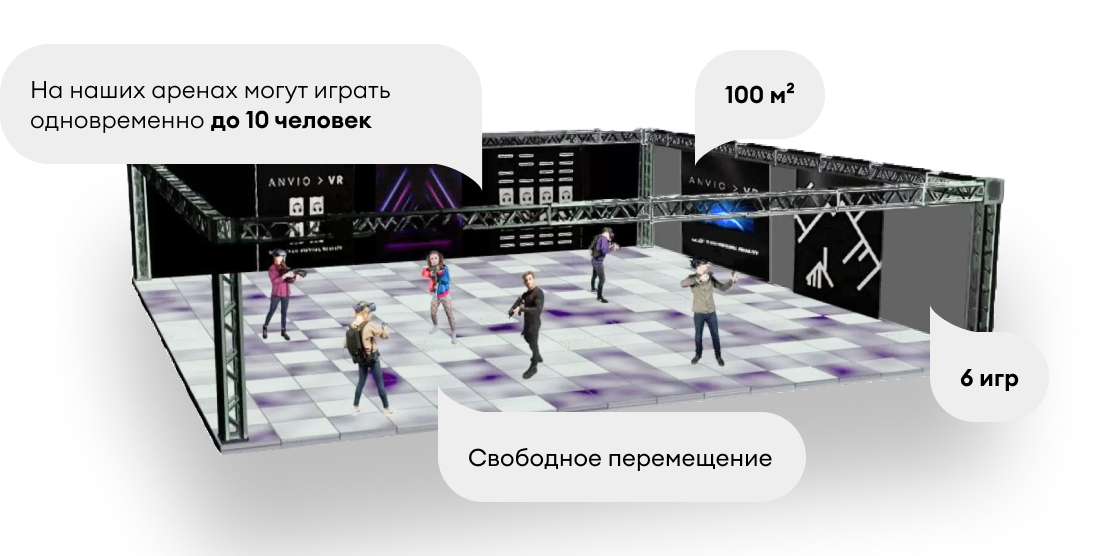 На наших аренах могут играть
одновременно до 10 человек
100 м²
ANVIO > VR
ANVIO > VR
6 игр
Свободное перемещение